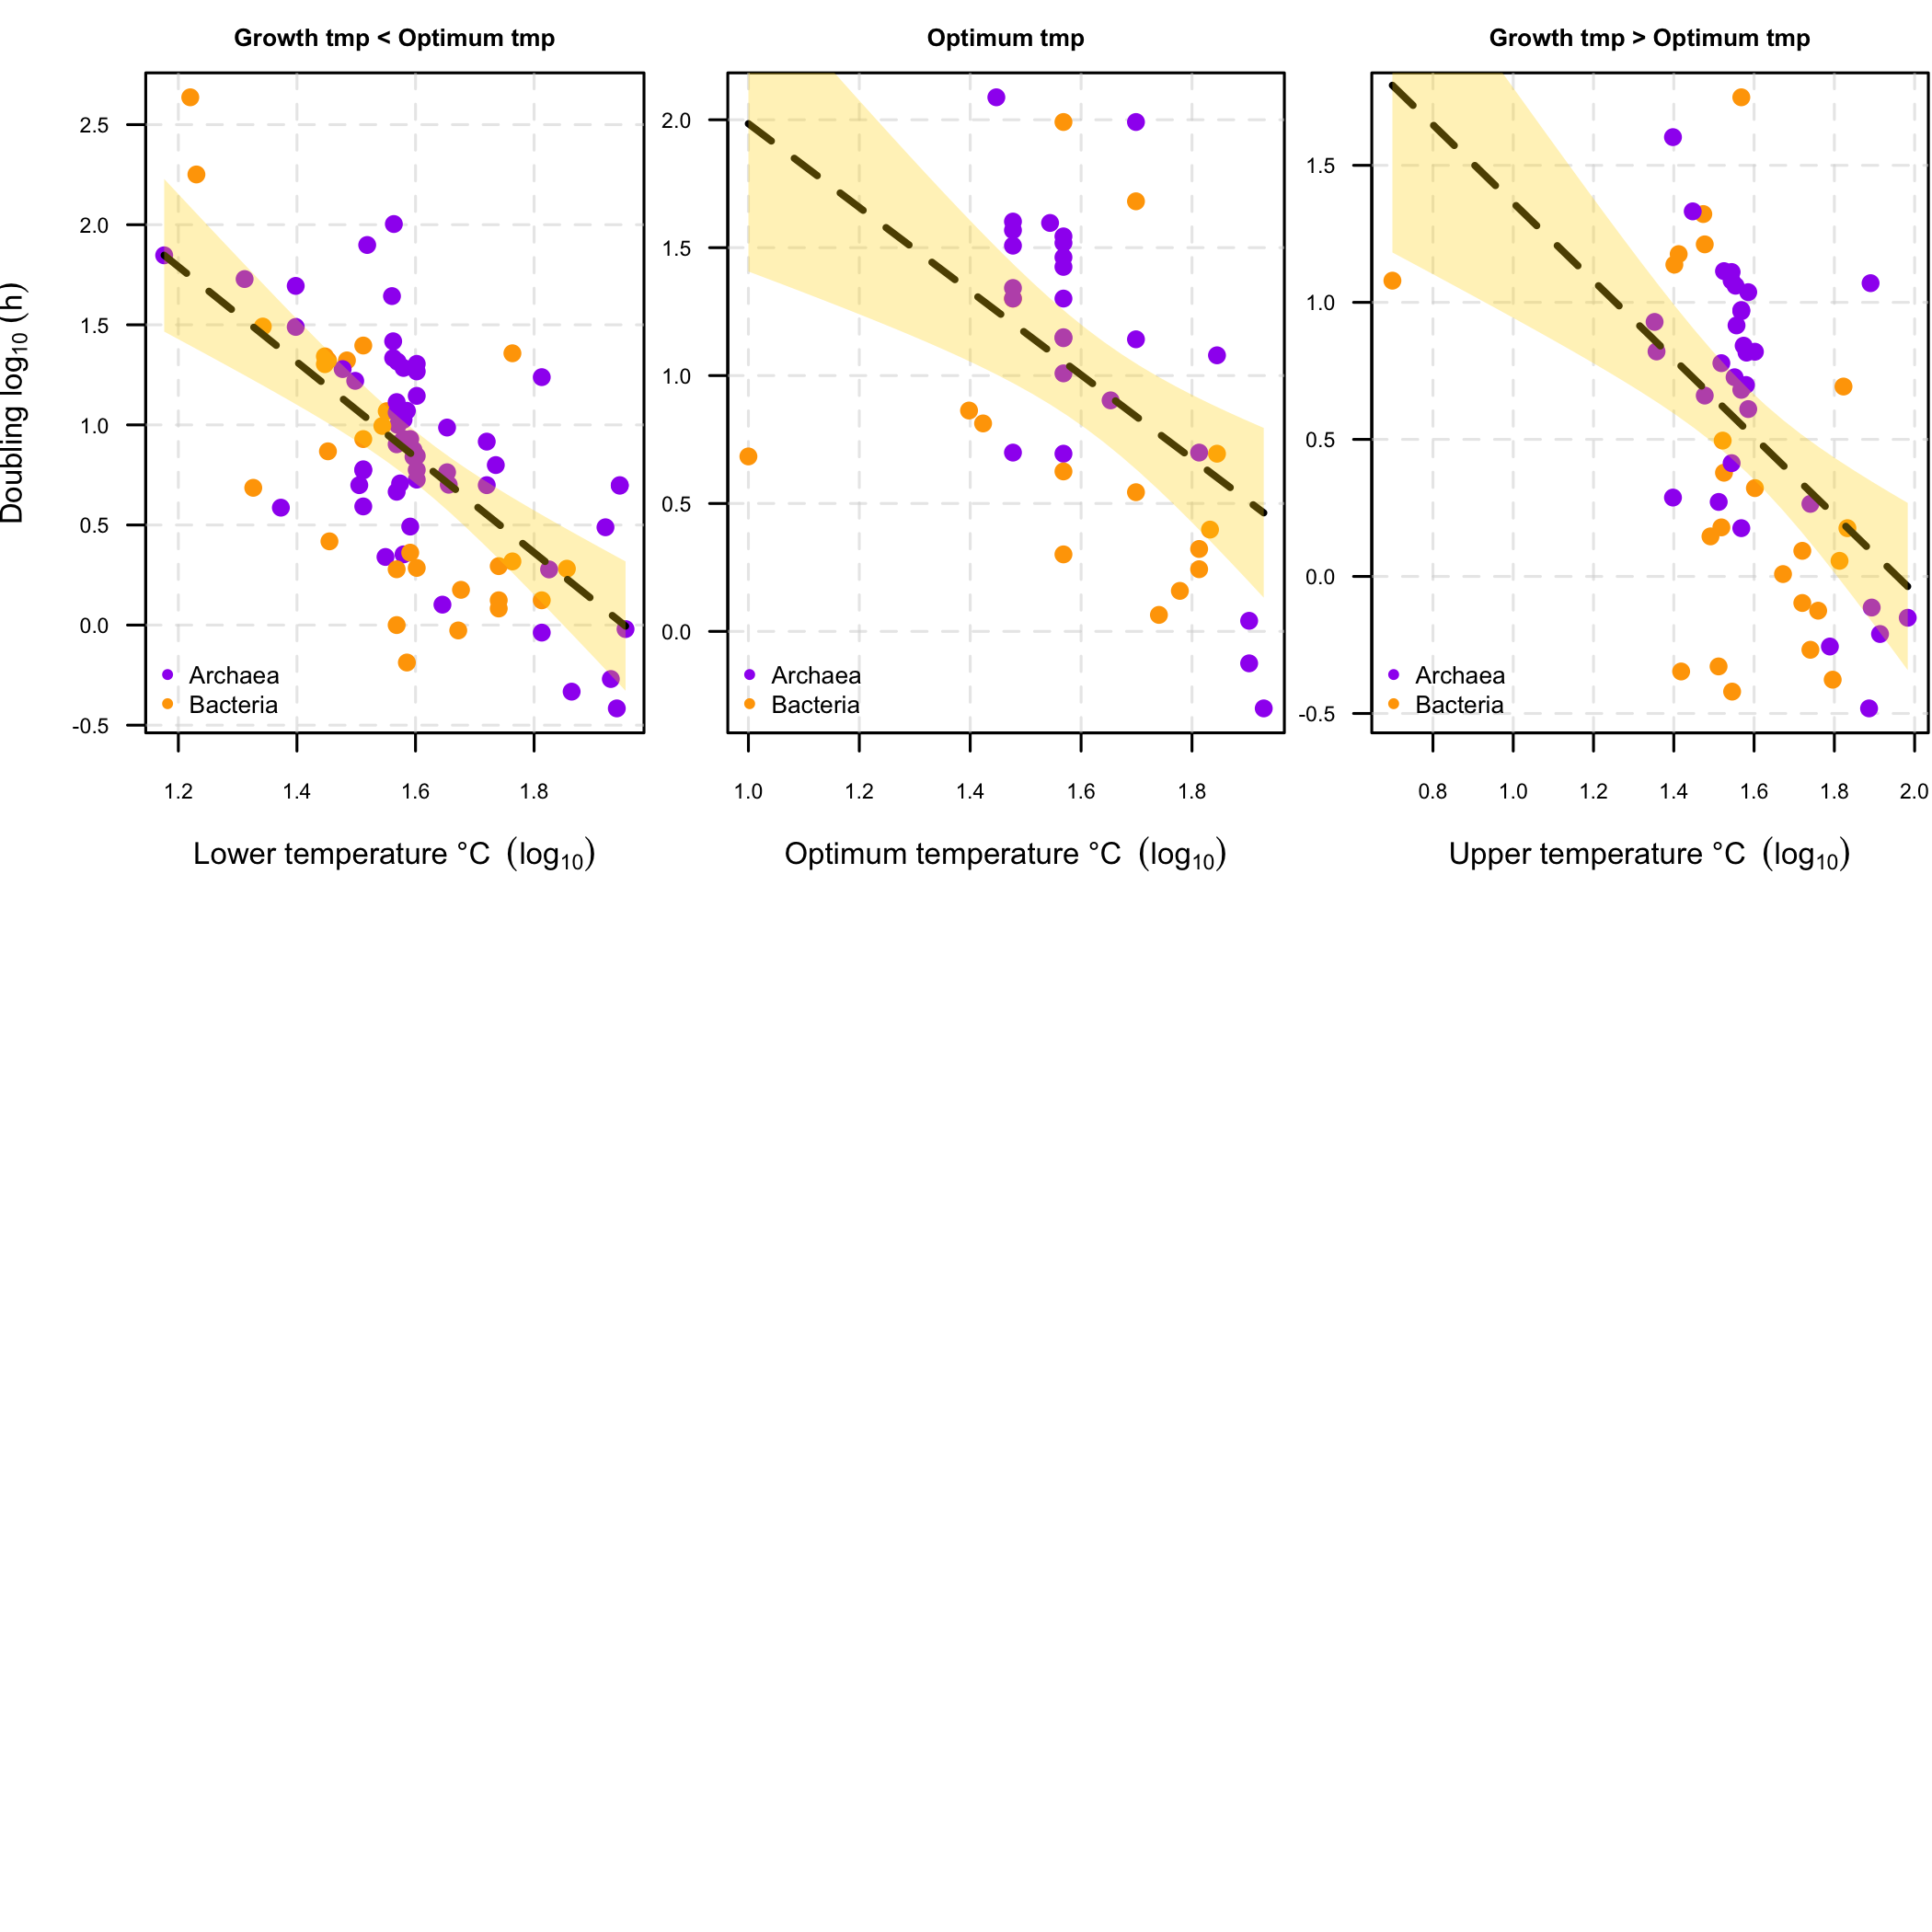 Growth tmp < Optimum tmp
Optimum tmp
Growth tmp > Optimum tmp
Doubling log10 (h)
2.5
2.0
1.5
1.0
0.5
0.0
-0.5
Archaea
Bacteria
1.2 1.4 1.6 1.8
Lower temperature °C (log10)
2.0
1.5
1.0
0.5
0.0
Archaea
Bacteria
1.0 1.2 1.4 1.6 1.8
Optimum temperature °C (log10)
1.5
1.0
0.5
0.0
-0.5
Archaea
Bacteria
0.8 1.0 1.2 1.4 1.6 1.8 2.0
Upper temperature °C (log10)